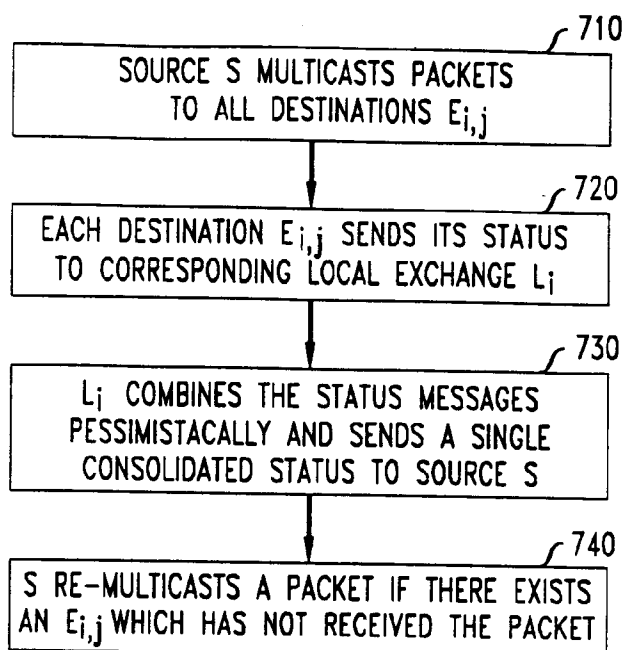 710
SOURCE S MULTICASTS PACKETS
TO ALL DESTINATIONS Ei,j
720
EACH DESTINATION Ei,j SENDS ITS STATUS
TO CORRESPONDING LOCAL EXCHANGE Li
730
Li COMBINES THE STATUS MESSAGES
PESSIMISTACALLY AND SENDS A SINGLE
CONSOLIDATED STATUS TO SOURCE S
740
S RE-MULTICASTS A PACKET IF THERE EXISTS
AN Ei,j WHICH HAS NOT RECEIVED THE PACKET